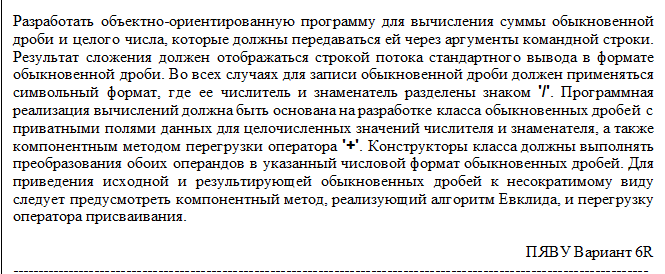 Разработать объектно-ориентированную программу для вычисления суммы обыкновенной
дроби и целого числа, которые должны передаваться ей через аргументы командной строки.
Результат сложения должен отображаться строкой потока стандартного вывода в формате
обыкновенной дроби. Во всех случаях для записи обыкновенной дроби должен применяться
символьный формат, где ее числитель и знаменатель разделены знаком '/'. Программная
реализация вычислений должна быть основана на разработке класса обыкновенных дробей с
приватными полями данных для целочисленных значений числителя и знаменателя, а также
компонентным методом перегрузки оператора '+'. Конструкторы класса должны выполнять
преобразования обоих операндов в указанный числовой формат обыкновенных дробей. Для
приведения исходной и результирующей обыкновенных дробей к несократимому виду
следует предусмотреть компонентный метод, реализующий алгоритм Евклида, и перегрузку
оператора присваивания.
ПЯВУ Вариант 6R